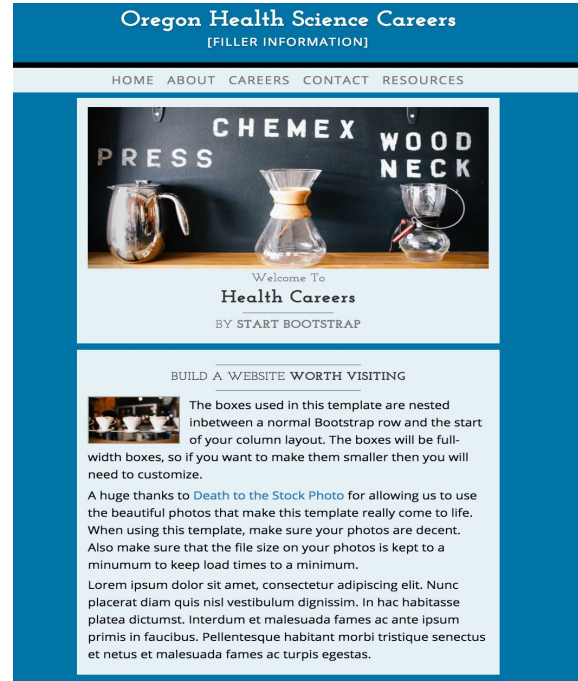 Oregon Health Science Careers
[FILLER INFORMATION]
HOME ABOUT CAREERS CONTACT RESOURCES
PRESS
CHEMEX
WOOD
NECK
Welcome To
Health Careers
BY START BOOTSTRAP
BUILD A WEBSITE WORTH VISITING
The boxes used in this template are nested
inbetween a normal Bootstrap row and the start
of your column layout. The boxes will be full-
width boxes, so if you want to make them smaller then you will
need to customize.
A huge thanks to Death to the Stock Photo for allowing us to use
the beautiful photos that make this template really come to life.
When using this template, make sure your photos are decent.
Also make sure that the file size on your photos is kept to a
minumum to keep load times to a minimum.
Lorem ipsum dolor sit amet, consectetur adipiscing elit. Nunc
placerat diam quis nisl vestibulum dignissim. In hac habitasse
platea dictumst. Interdum et malesuada fames ac ante ipsum
primis in faucibus. Pellentesque habitant morbi tristique senectus
et netus et malesuada fames ac turpis egestas.